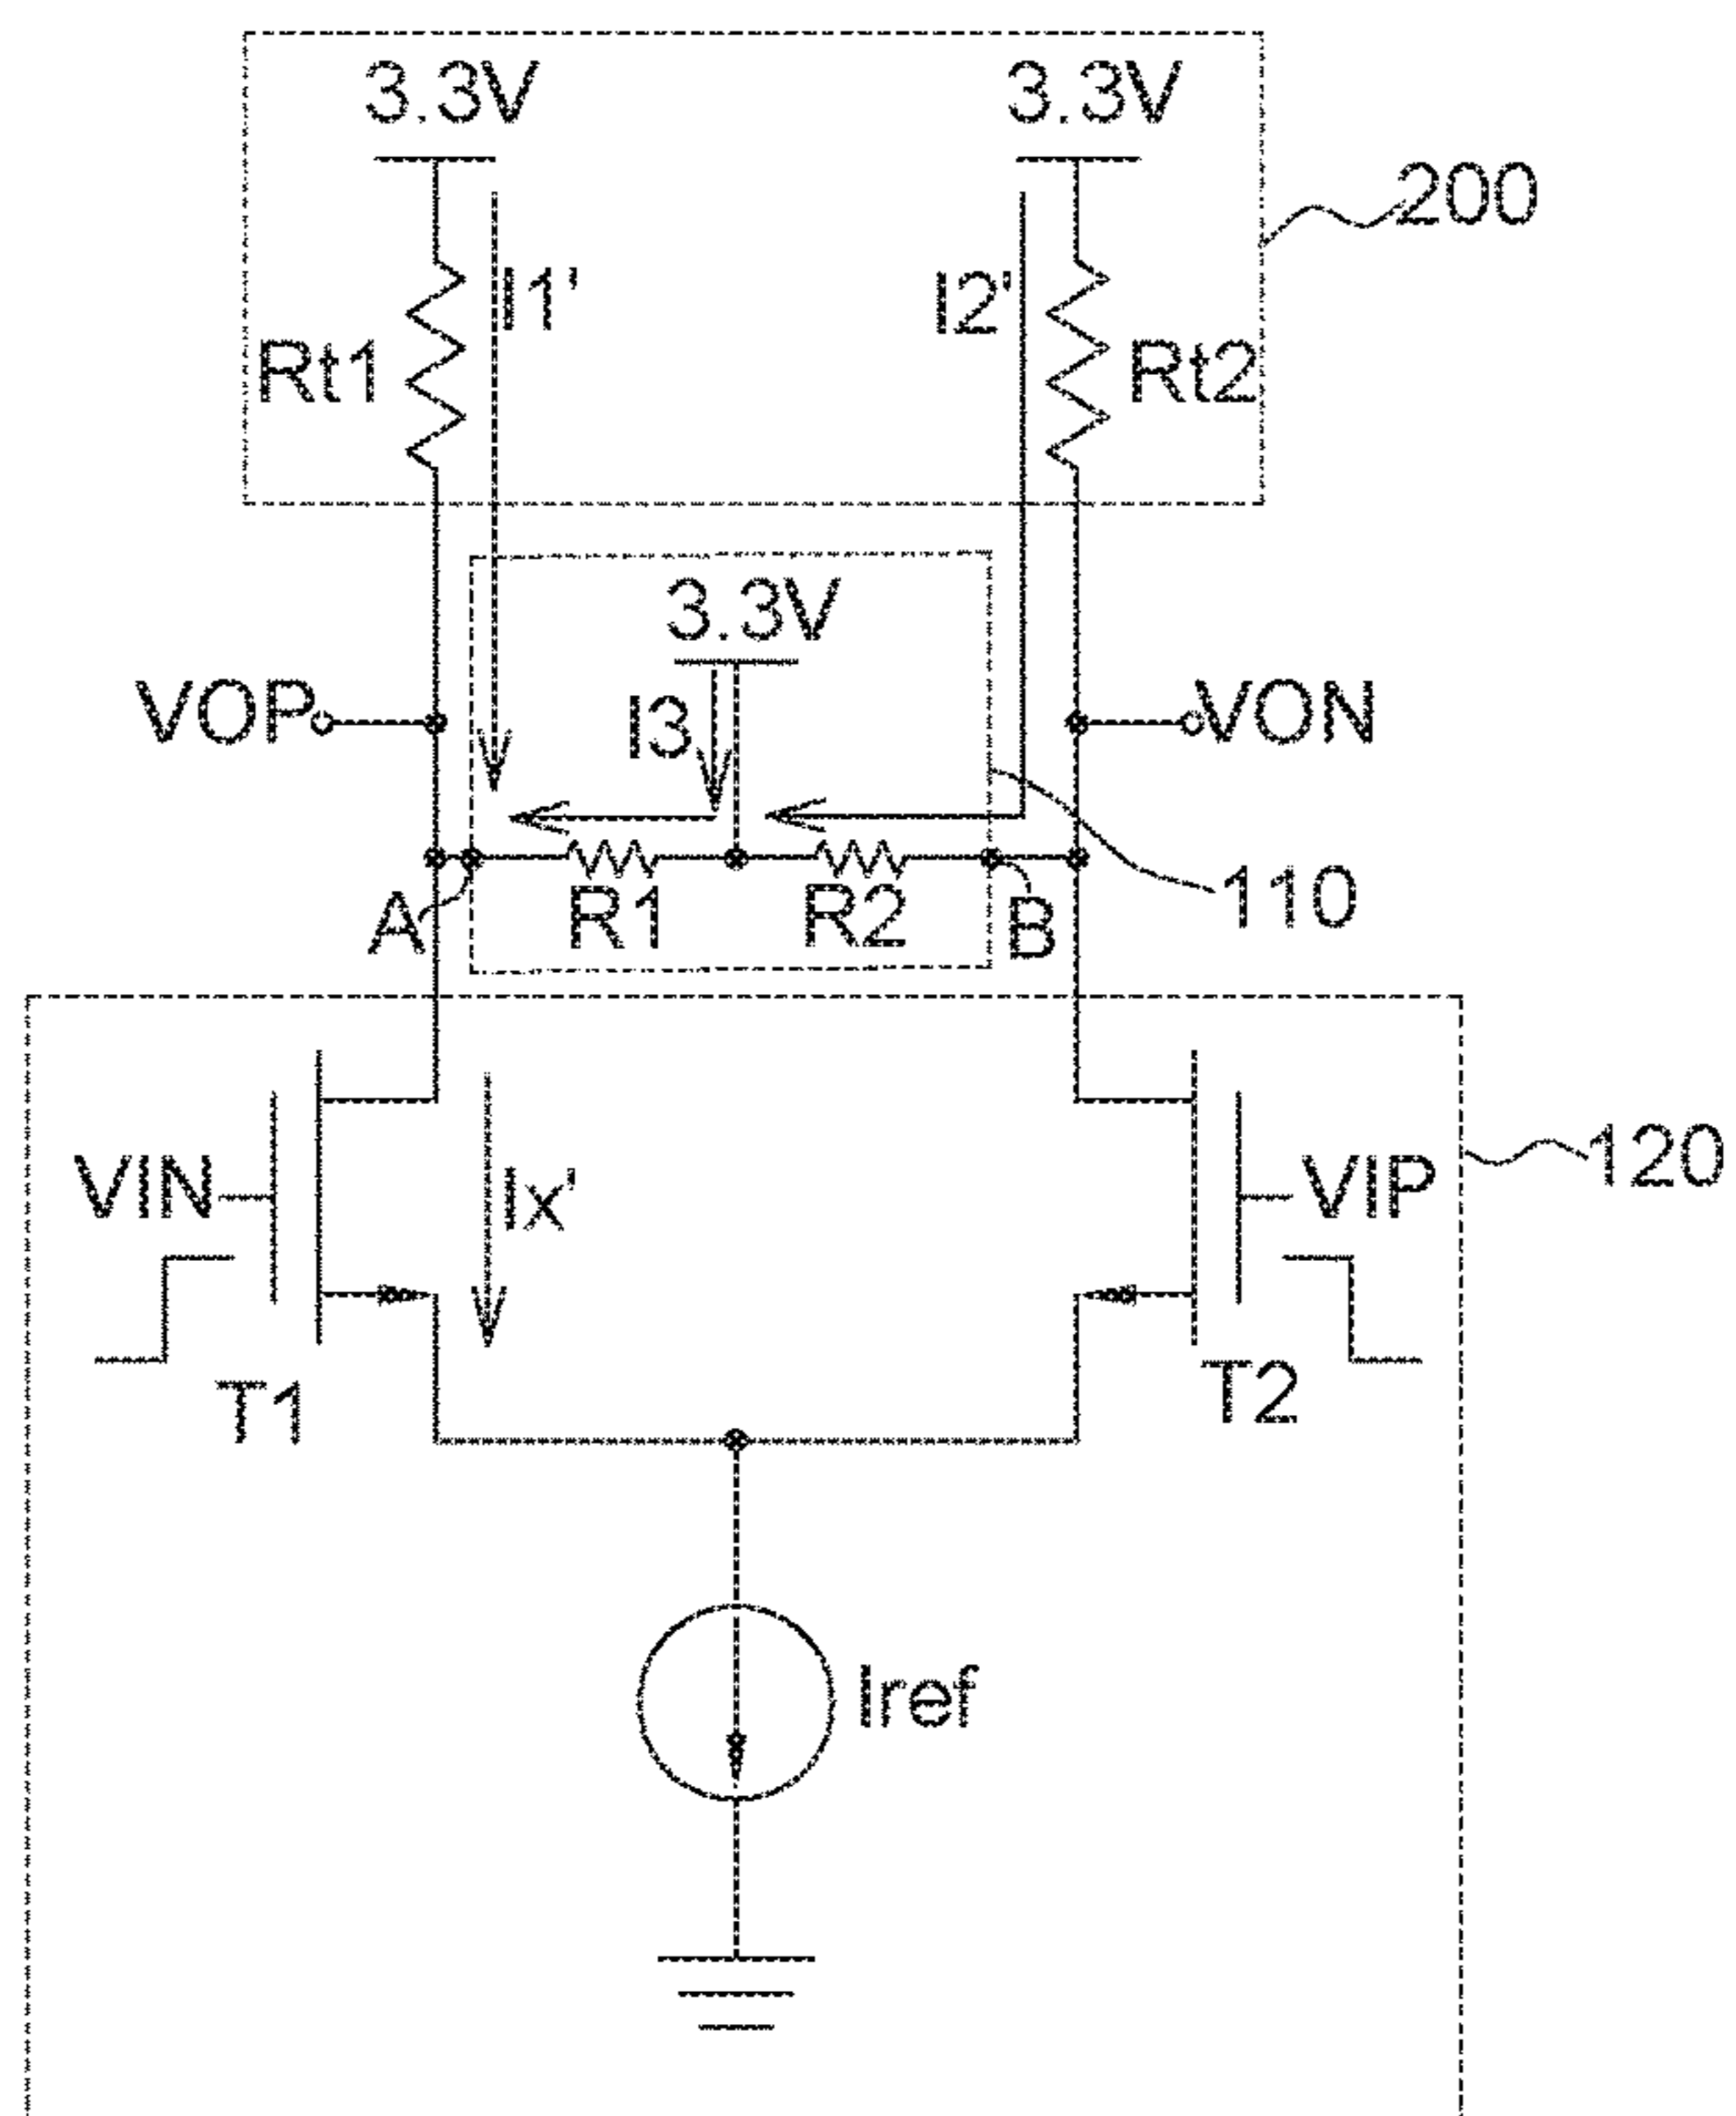 3.3V
3.3V
200
I1'
I2'
Rt1
Rt2
3.3V
VOP
I3
VON
A
R1
R2
B
110
VIN
Ix'
VIP
120
T1
T2
Iref